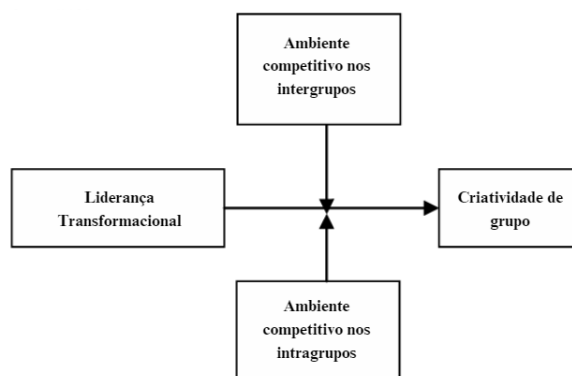 Ambiente
competitivo nos
intergrupos
Liderança
Transformacional
Criatividade de
grupo
Ambiente
competitivo nos
intragrupos